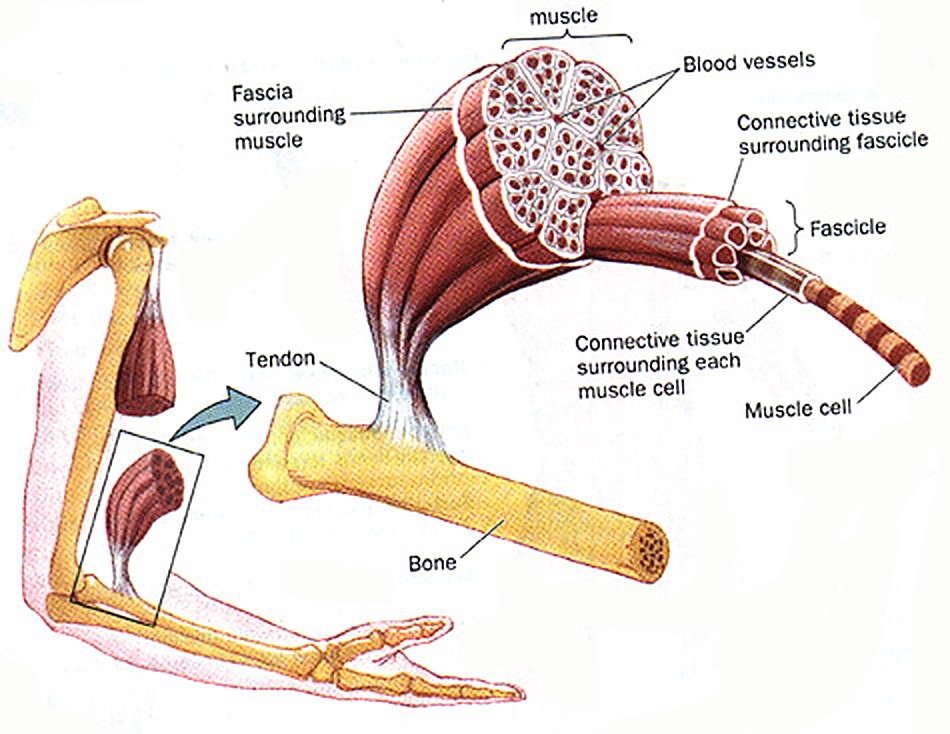 muscle
Blood vessels
Fascia
surrounding
muscle
Connective tissue
surrounding fascicle
Fascicle
Connective tissue
surrounding each
muscle cell
Tendon
Muscle cell
Bone